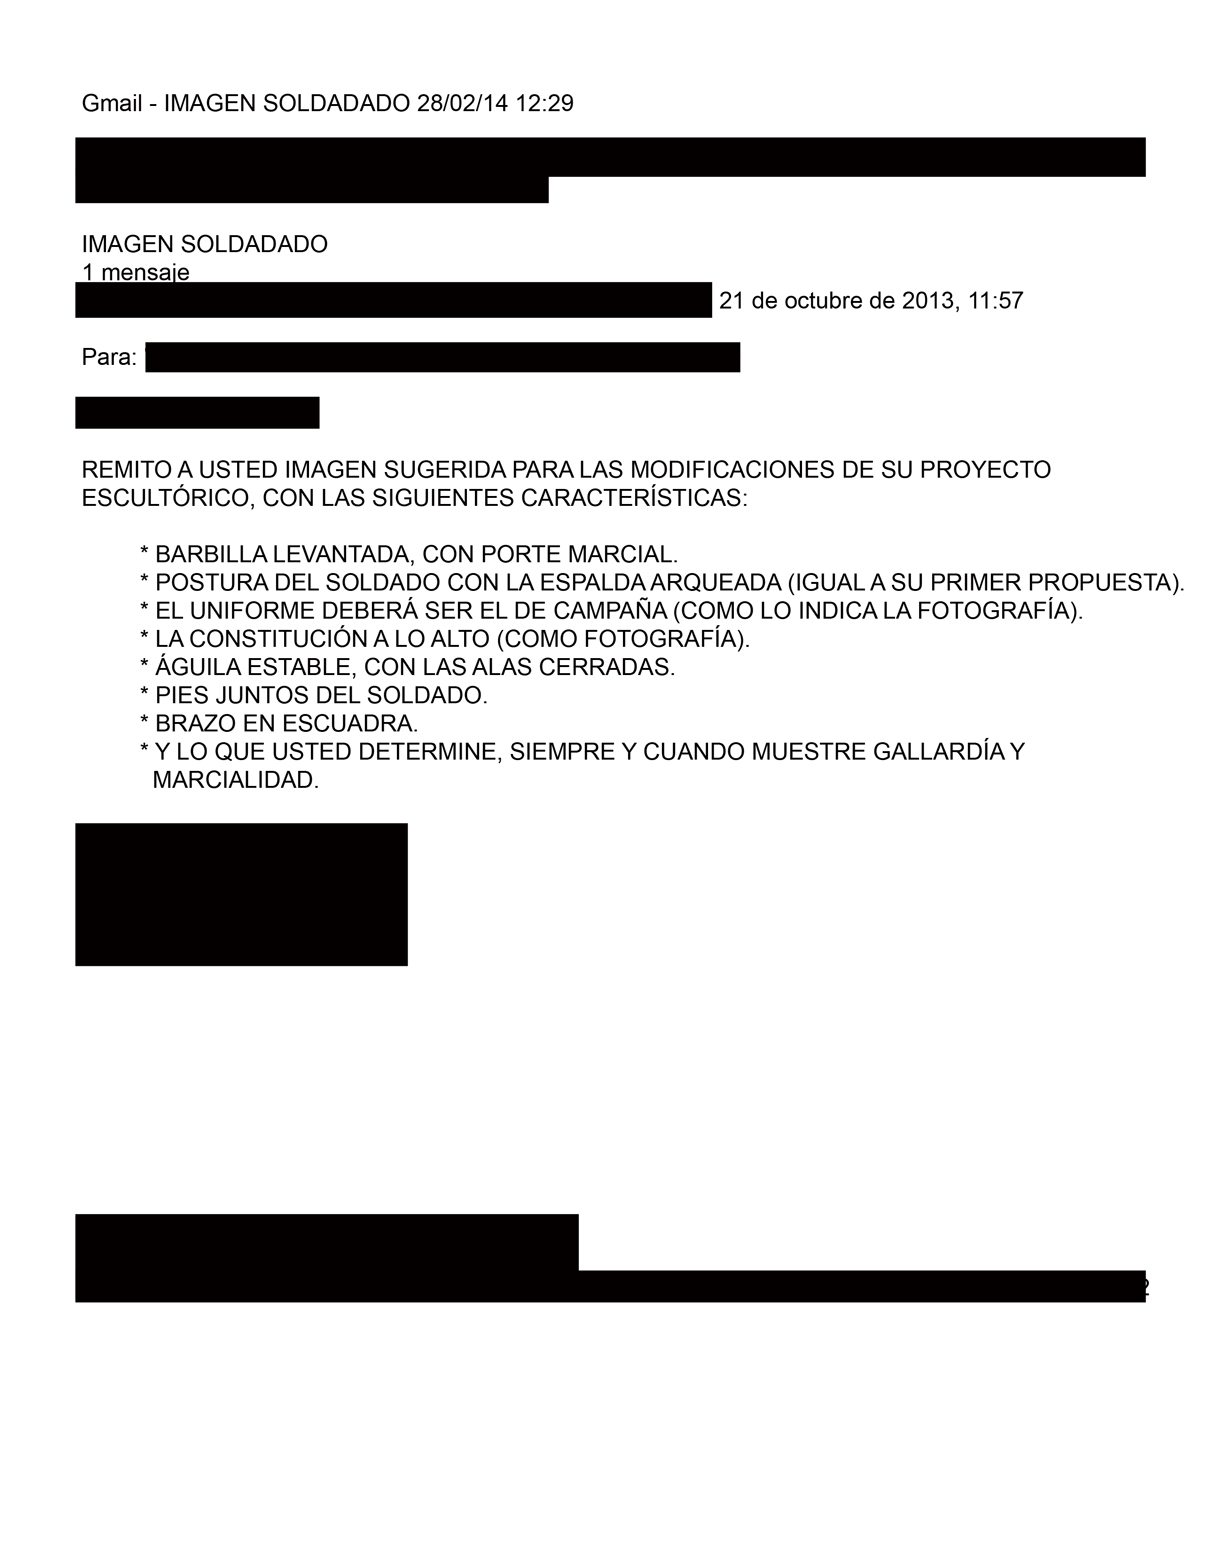 Gmail - IMAGEN SOLDADADO 28/02/14 12:29
IMAGEN SOLDADADO
1 mensaje
21 de octubre de 2013, 11:57
Para:
REMITO A USTED IMAGEN SUGERIDA PARA LAS MODIFICACIONES DE SU PROYECTO
ESCULTÓRICO, CON LAS SIGUIENTES CARACTERÍSTICAS:
* BARBILLA LEVANTADA, CON PORTE MARCIAL.
* POSTURA DEL SOLDADO CON LA ESPALDA ARQUEADA (IGUAL A SU PRIMER PROPUESTA).
* EL UNIFORME DEBERÁ SER EL DE CAMPAÑA (COMO LO INDICA LA FOTOGRAFÍA).
* LA CONSTITUCIÓN A LO ALTO (COMO FOTOGRAFÍA).
* ÁGUILA ESTABLE, CON LAS ALAS CERRADAS.
* PIES JUNTOS DEL SOLDADO.
* BRAZO EN ESCUADRA.
* Y LO QUE USTED DETERMINE, SIEMPRE Y CUANDO MUESTRE GALLARDÍA Y
MARCIALIDAD.